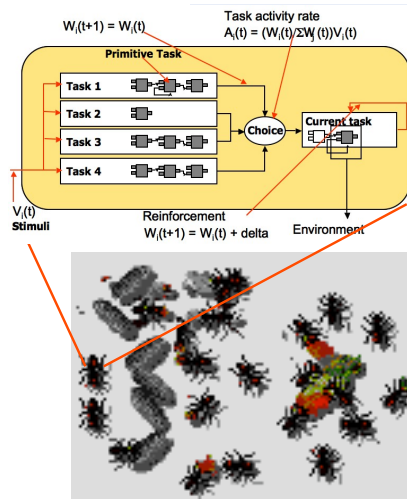 Task activity rate
Wᵢ(t+1) = Wᵢ(t)
Aᵢ(t) = (Wᵢ(t)/ΣWⱼ(t))Vᵢ(t)
Primitive Task
Task 1
Task 2
Task 3
Task 4
Choice
Current task
Vᵢ(t)
Stimuli
Reinforcement
Wᵢ(t+1) = Wᵢ(t) + delta
Environment